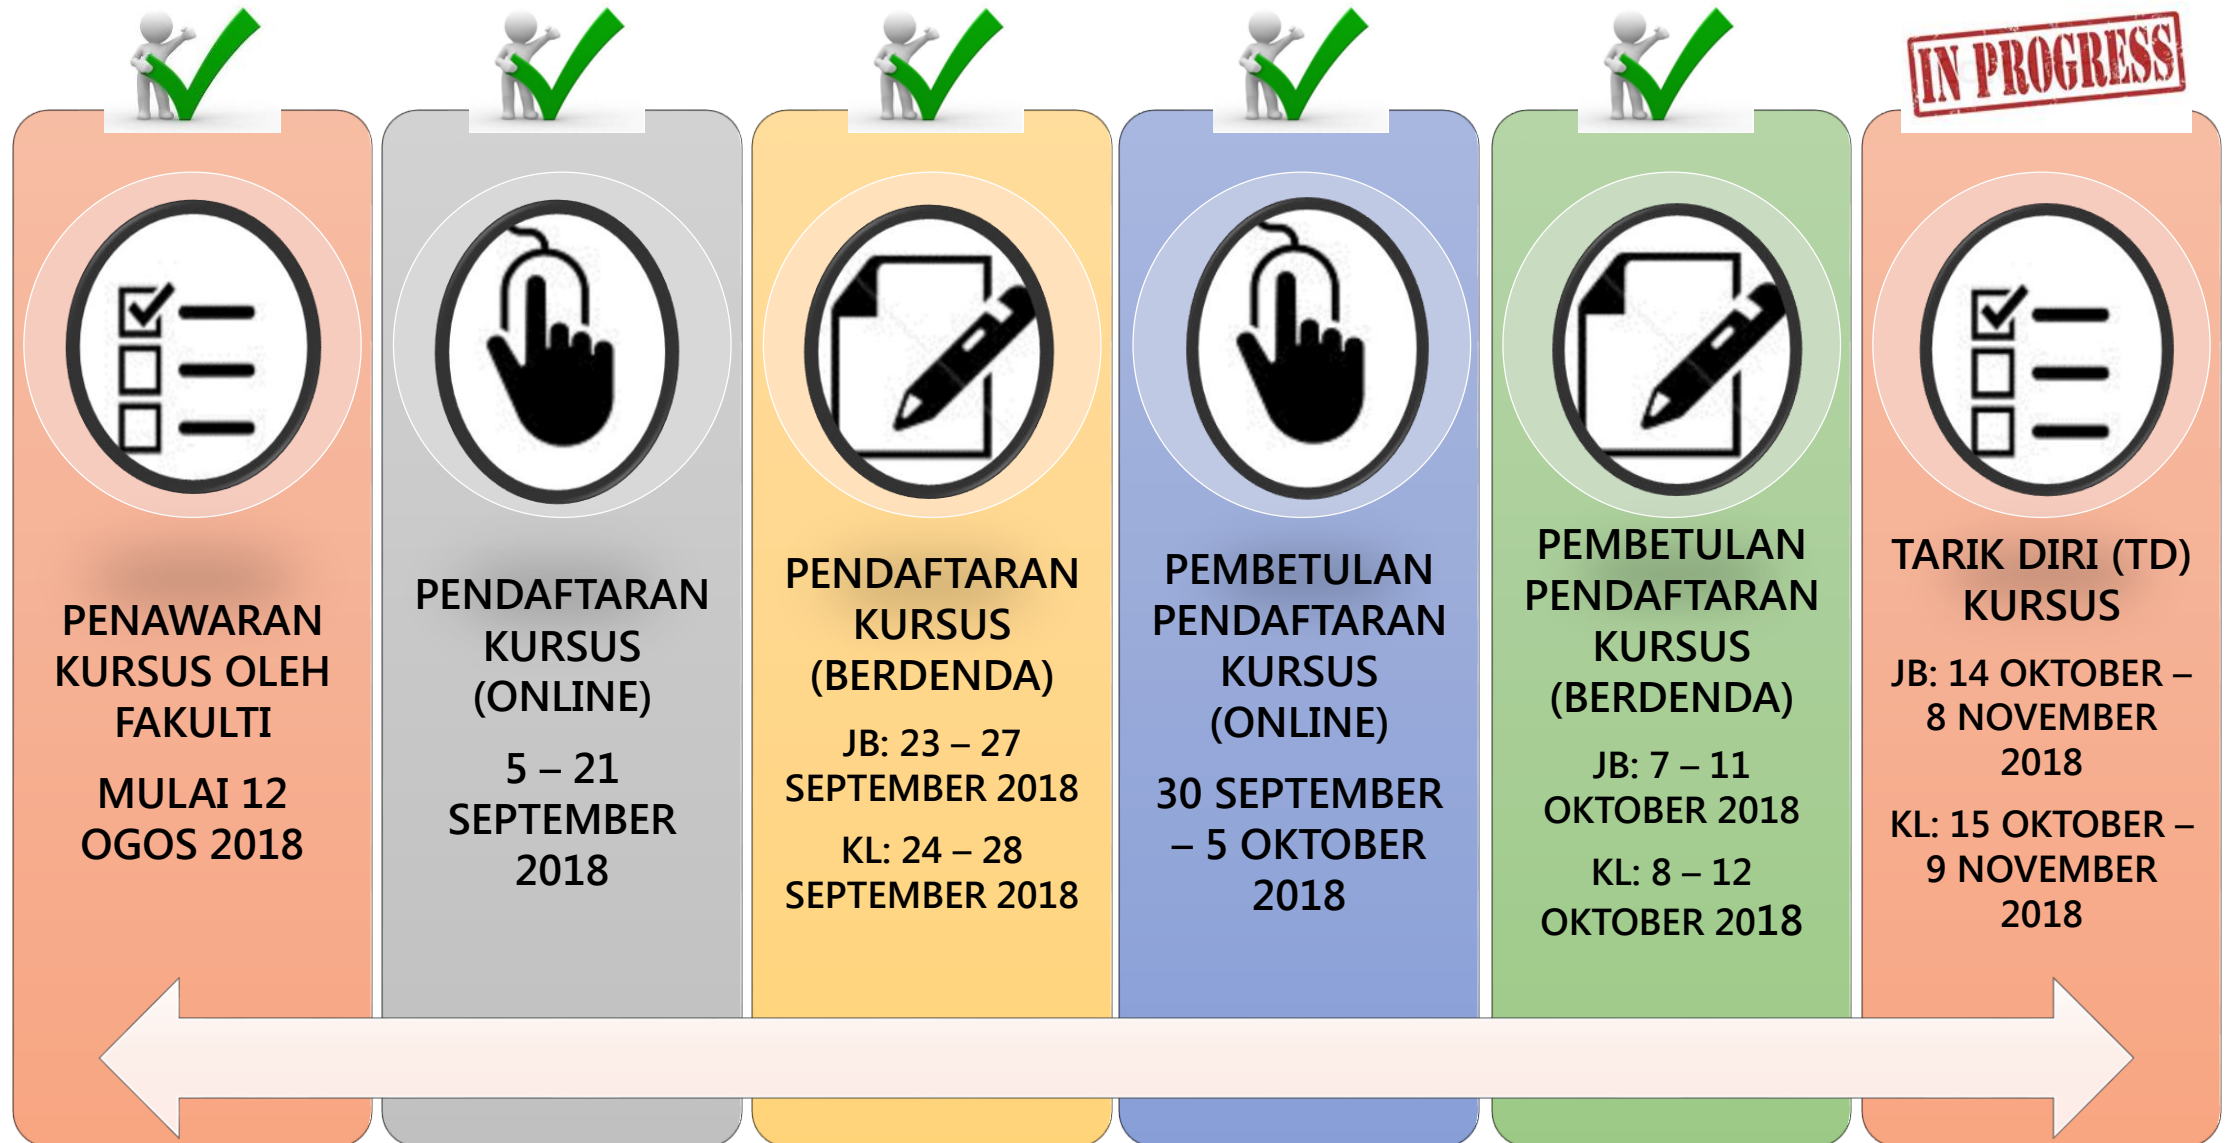 IN PROGRESS
PENAWARAN
KURSUS OLEH
FAKULTI
MULAI 12
OGOS 2018
PENDAFTARAN
KURSUS
(ONLINE)
5 – 21
SEPTEMBER
2018
PENDAFTARAN
KURSUS
(BERDENDA)
JB: 23 – 27
SEPTEMBER 2018
KL: 24 – 28
SEPTEMBER 2018
PEMBETULAN
PENDAFTARAN
KURSUS
(ONLINE)
30 SEPTEMBER
– 5 OKTOBER
2018
PEMBETULAN
PENDAFTARAN
KURSUS
(BERDENDA)
JB: 7 – 11
OKTOBER 2018
KL: 8 – 12
OKTOBER 2018
TARIK DIRI (TD)
KURSUS
JB: 14 OKTOBER –
8 NOVEMBER
2018
KL: 15 OKTOBER –
9 NOVEMBER
2018